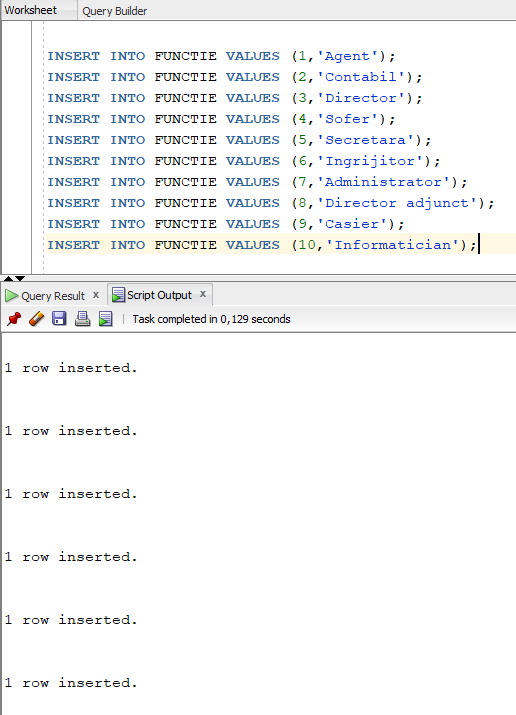 Worksheet Query Builder
INSERT INTO FUNCTIE VALUES (1,'Agent');
INSERT INTO FUNCTIE VALUES (2,'Contabil');
INSERT INTO FUNCTIE VALUES (3,'Director');
INSERT INTO FUNCTIE VALUES (4,'Sofer');
INSERT INTO FUNCTIE VALUES (5,'Secretara');
INSERT INTO FUNCTIE VALUES (6,'Ingrijitor');
INSERT INTO FUNCTIE VALUES (7,'Administrator');
INSERT INTO FUNCTIE VALUES (8,'Director adjunct');
INSERT INTO FUNCTIE VALUES (9,'Casier');
INSERT INTO FUNCTIE VALUES (10,'Informatician');
Query Result x Script Output x
Task completed in 0,129 seconds
1 row inserted.
1 row inserted.
1 row inserted.
1 row inserted.
1 row inserted.
1 row inserted.